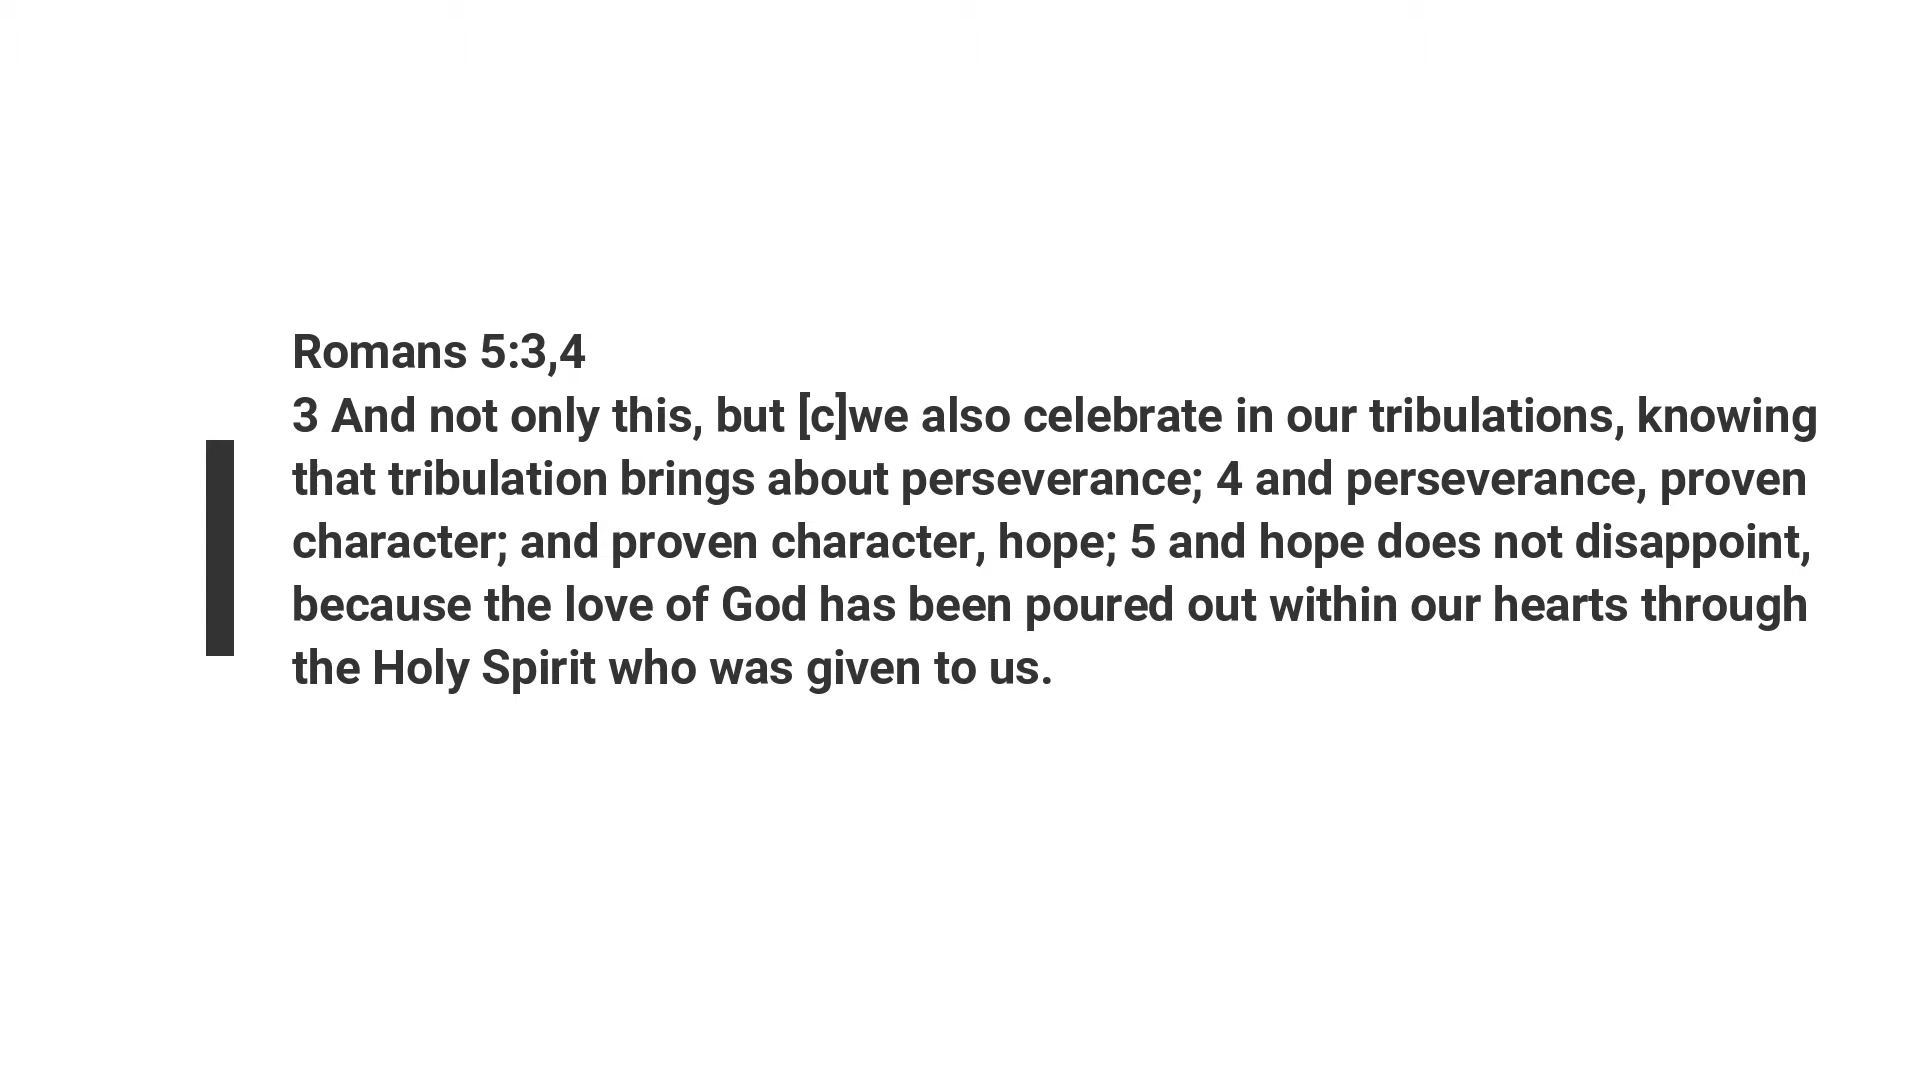 Romans 5:3,4
3 And not only this, but [c]we also celebrate in our tribulations, knowing
that tribulation brings about perseverance; 4 and perseverance, proven
character; and proven character, hope; 5 and hope does not disappoint,
because the love of God has been poured out within our hearts through
the Holy Spirit who was given to us.